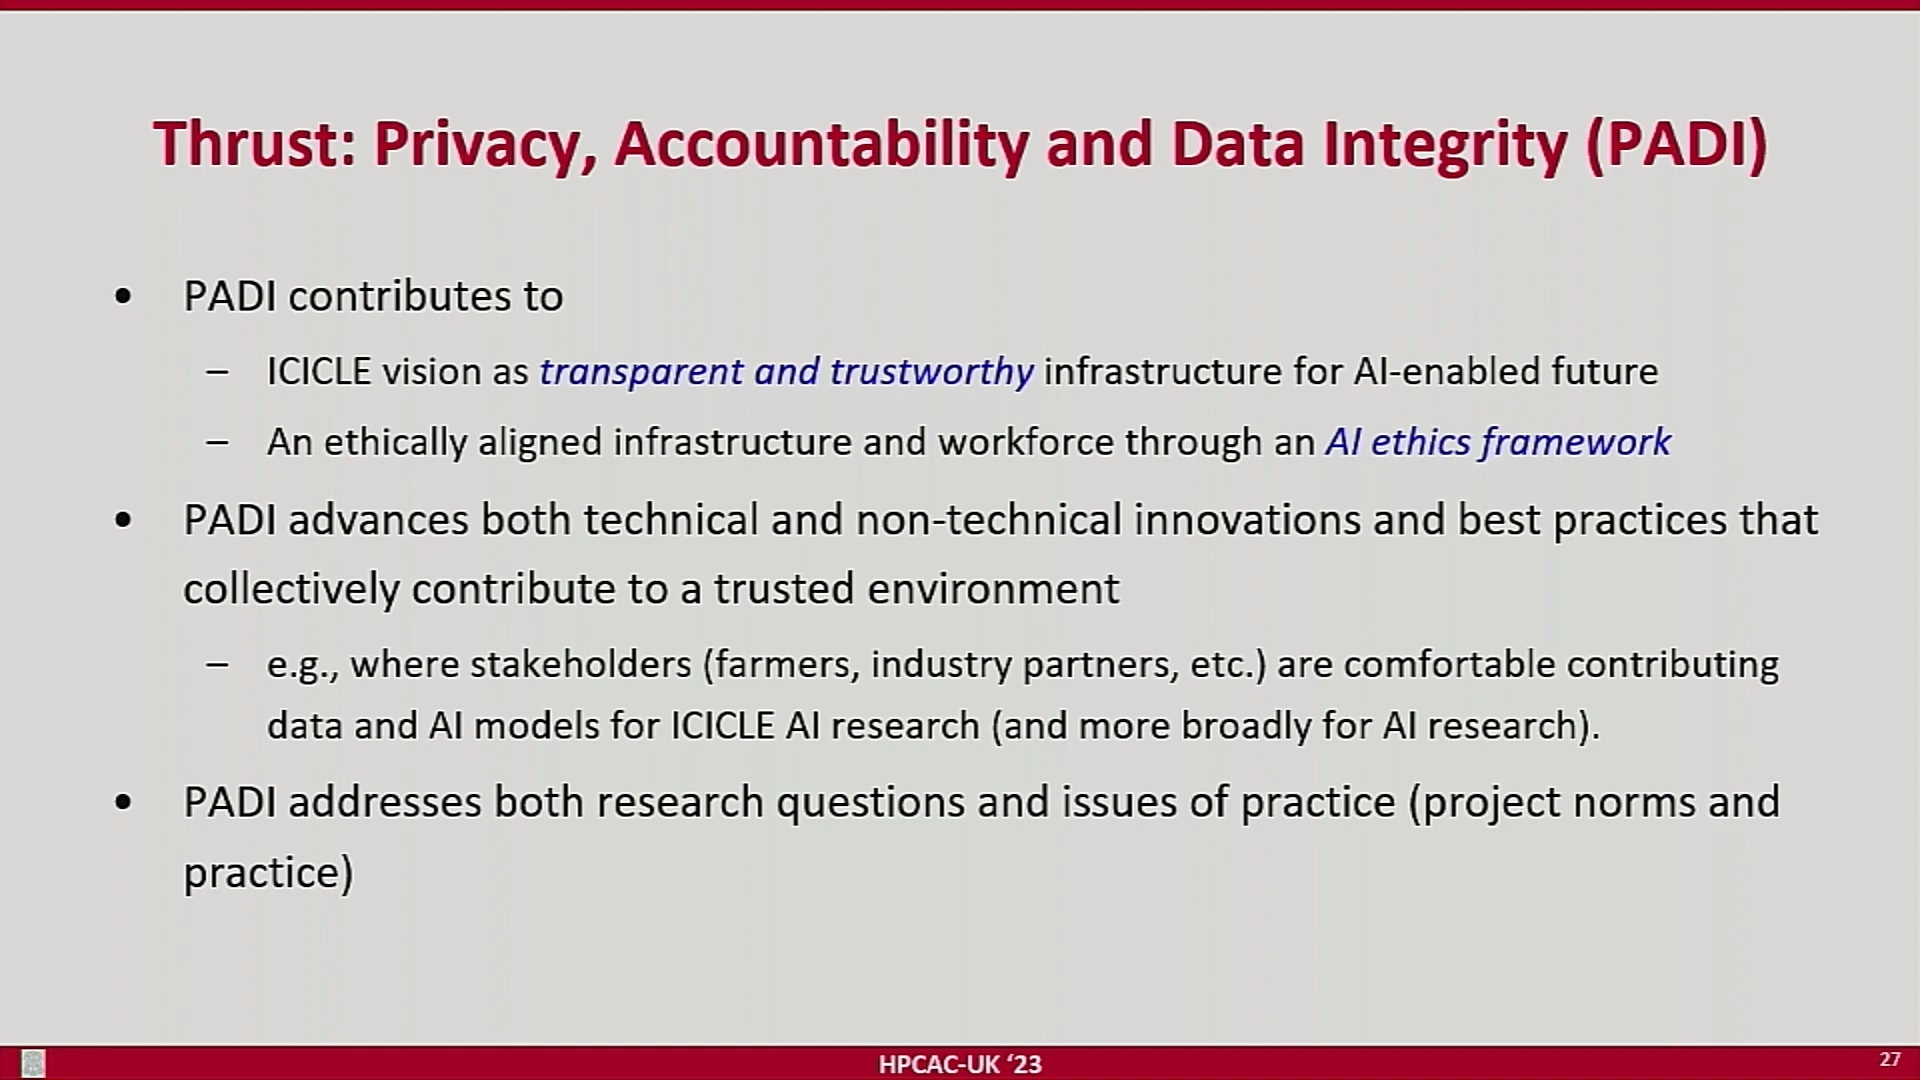 Thrust: Privacy, Accountability and Data Integrity (PADI)
• PADI contributes to
– ICICLE vision as transparent and trustworthy infrastructure for AI-enabled future
– An ethically aligned infrastructure and workforce through an AI ethics framework
• PADI advances both technical and non-technical innovations and best practices that
collectively contribute to a trusted environment
– e.g., where stakeholders (farmers, industry partners, etc.) are comfortable contributing
data and AI models for ICICLE AI research (and more broadly for AI research).
• PADI addresses both research questions and issues of practice (project norms and
practice)
HPCAC-UK ‘23
27